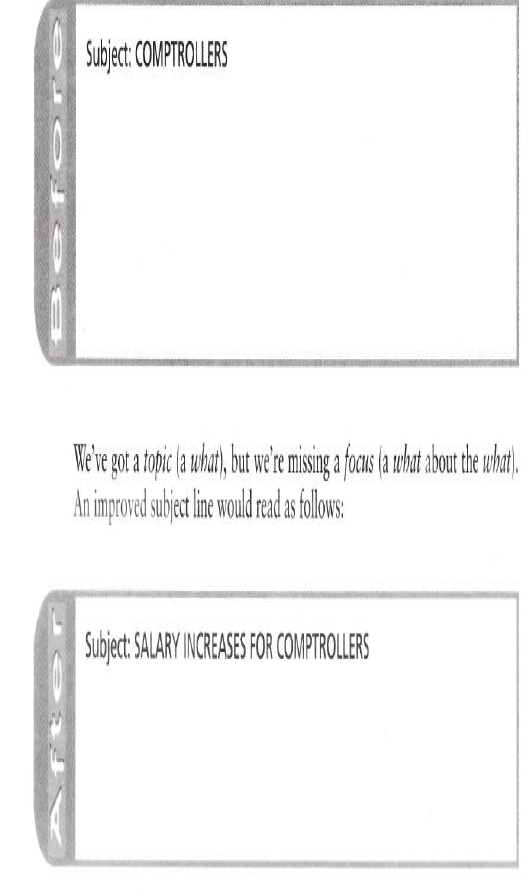 Before
Subject: COMPTROLLERS
We've got a topic (a what), but we're missing a focus (a what about the what).
An improved subject line would read as follows:
After
Subject: SALARY INCREASES FOR COMPTROLLERS